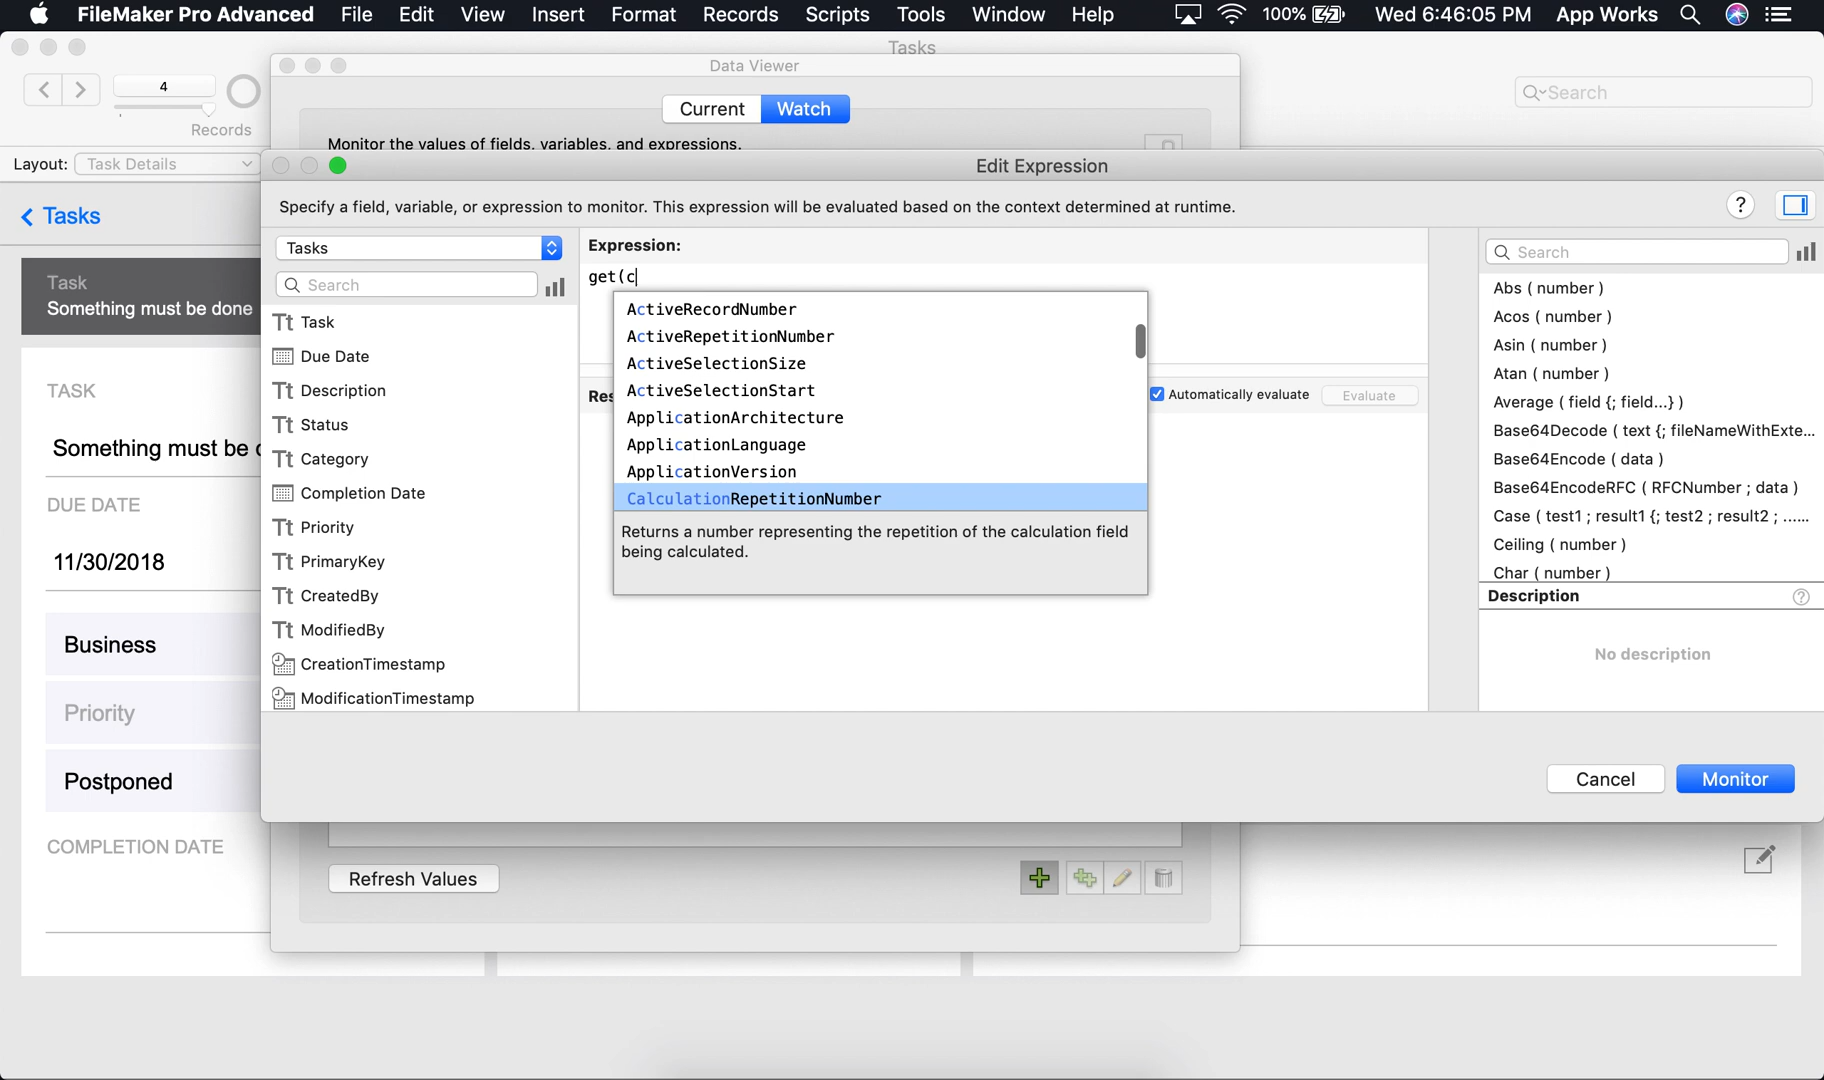 FileMaker Pro Advanced File Edit View Insert Format Records Scripts Tools Window Help 100% Wed 6:46:05 PM App Works
Tasks
Data Viewer
4
Search
Current Watch
Records
Monitor the values of fields, variables, and expressions.
Layout: Task Details
Edit Expression
Specify a field, variable, or expression to monitor. This expression will be evaluated based on the context determined at runtime.
?
Tasks
Task
Something must be done
TASK
Something must be
DUE DATE
11/30/2018
Business
Priority
Postponed
COMPLETION DATE
Tasks
Search
Tt Task
Due Date
Tt Description
Tt Status
Tt Category
Completion Date
Tt Priority
Tt PrimaryKey
Tt CreatedBy
Tt ModifiedBy
CreationTimestamp
ModificationTimestamp
Expression:
get(c
ActiveRecordNumber
ActiveRepetitionNumber
ActiveSelectionSize
ActiveSelectionStart
ApplicationArchitecture
ApplicationLanguage
ApplicationVersion
CalculationRepetitionNumber
Returns a number representing the repetition of the calculation field
being calculated.
Automatically evaluate Evaluate
Search
Abs ( number )
Acos ( number )
Asin ( number )
Atan ( number )
Average ( field {; field...} )
Base64Decode ( text {; fileNameWithExte...
Base64Encode ( data )
Base64EncodeRFC ( RFCNumber ; data )
Case ( test1 ; result1 {; test2 ; result2 ; ......
Ceiling ( number )
Char ( number )
Description ?
No description
Cancel Monitor
Refresh Values